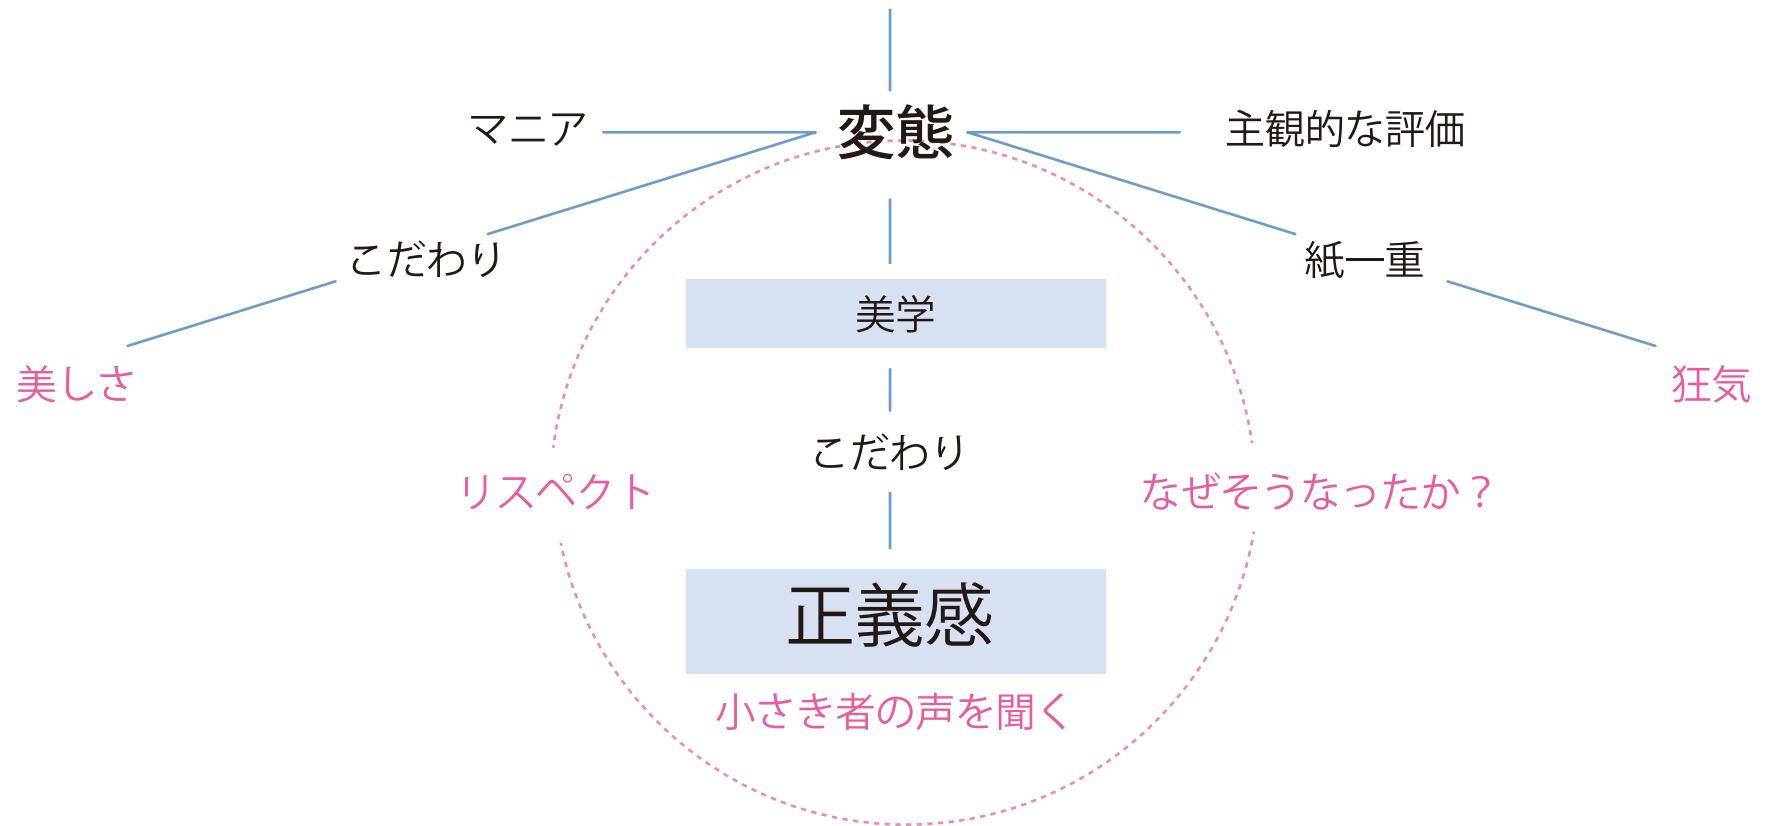 変態
マニア
主観的な評価
こだわり
紙一重
美学
美しさ
狂気
こだわり
リスペクト
なぜそうなったか？
正義感
小さき者の声を聞く